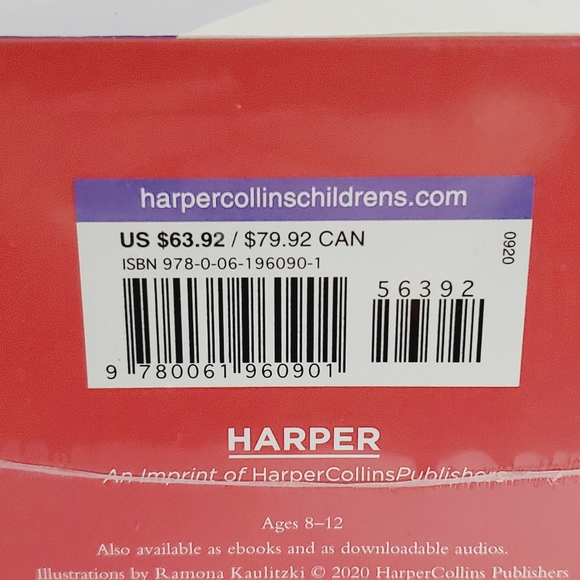 harpercollinschildrens.com
US $63.92 / $79.92 CAN
ISBN 978-0-06-196090-1
0920
56392
9 780061 960901
HARPER
An Imprint of HarperCollinsPublishers
Ages 8–12
Also available as ebooks and as downloadable audios.
Illustrations by Ramona Kaulitzki © 2020 HarperCollins Publishers